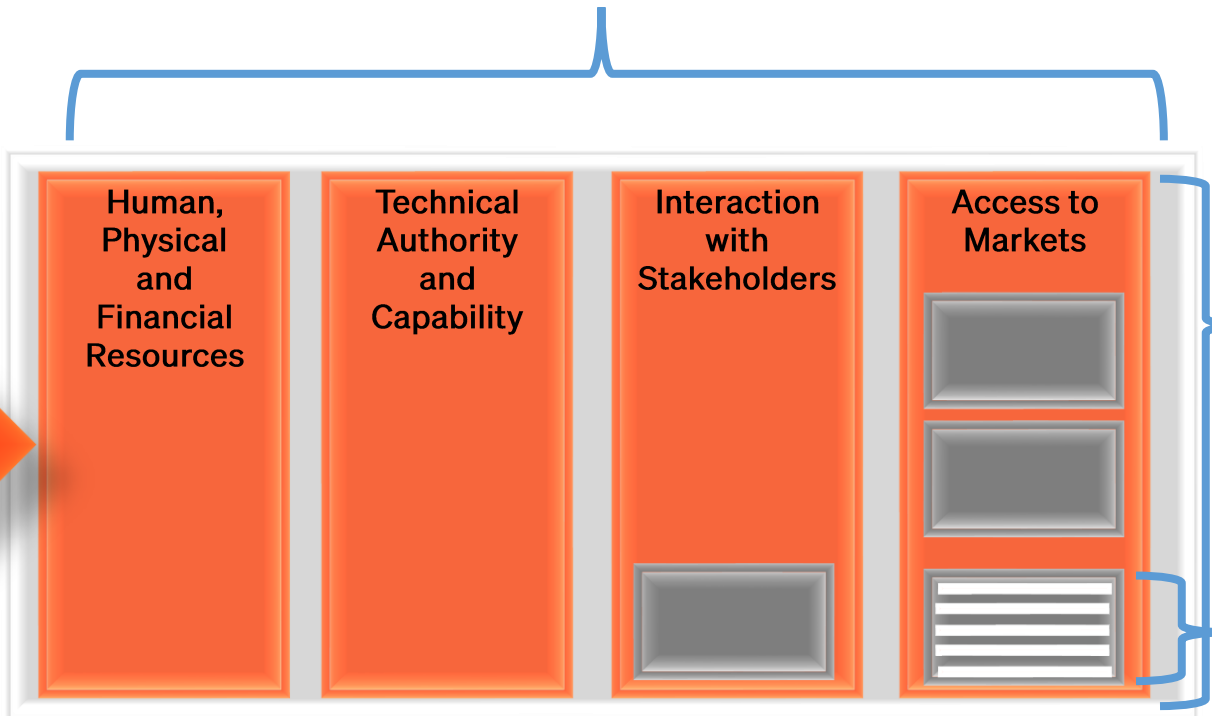 Human,
Physical
and
Financial
Resources
Technical
Authority
and
Capability
Interaction
with
Stakeholders
Access to
Markets